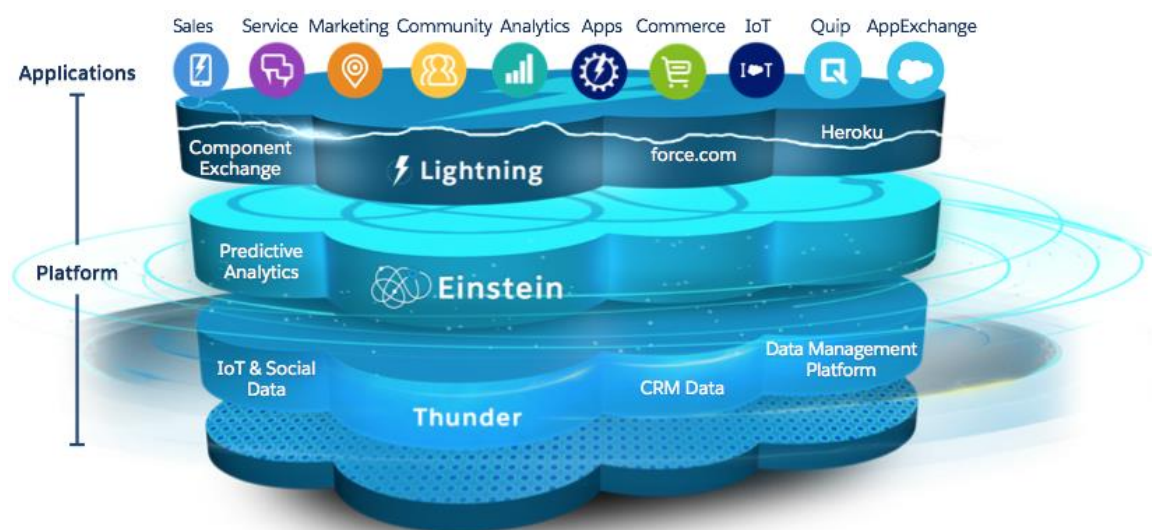 Sales Service Marketing Community Analytics Apps Commerce IoT Quip AppExchange
Applications
I T
Heroku
Component
Exchange
Lightning
force.com
Predictive
Analytics
Platform
Einstein
IoT & Social
Data
Data Management
Platform
CRM Data
Thunder